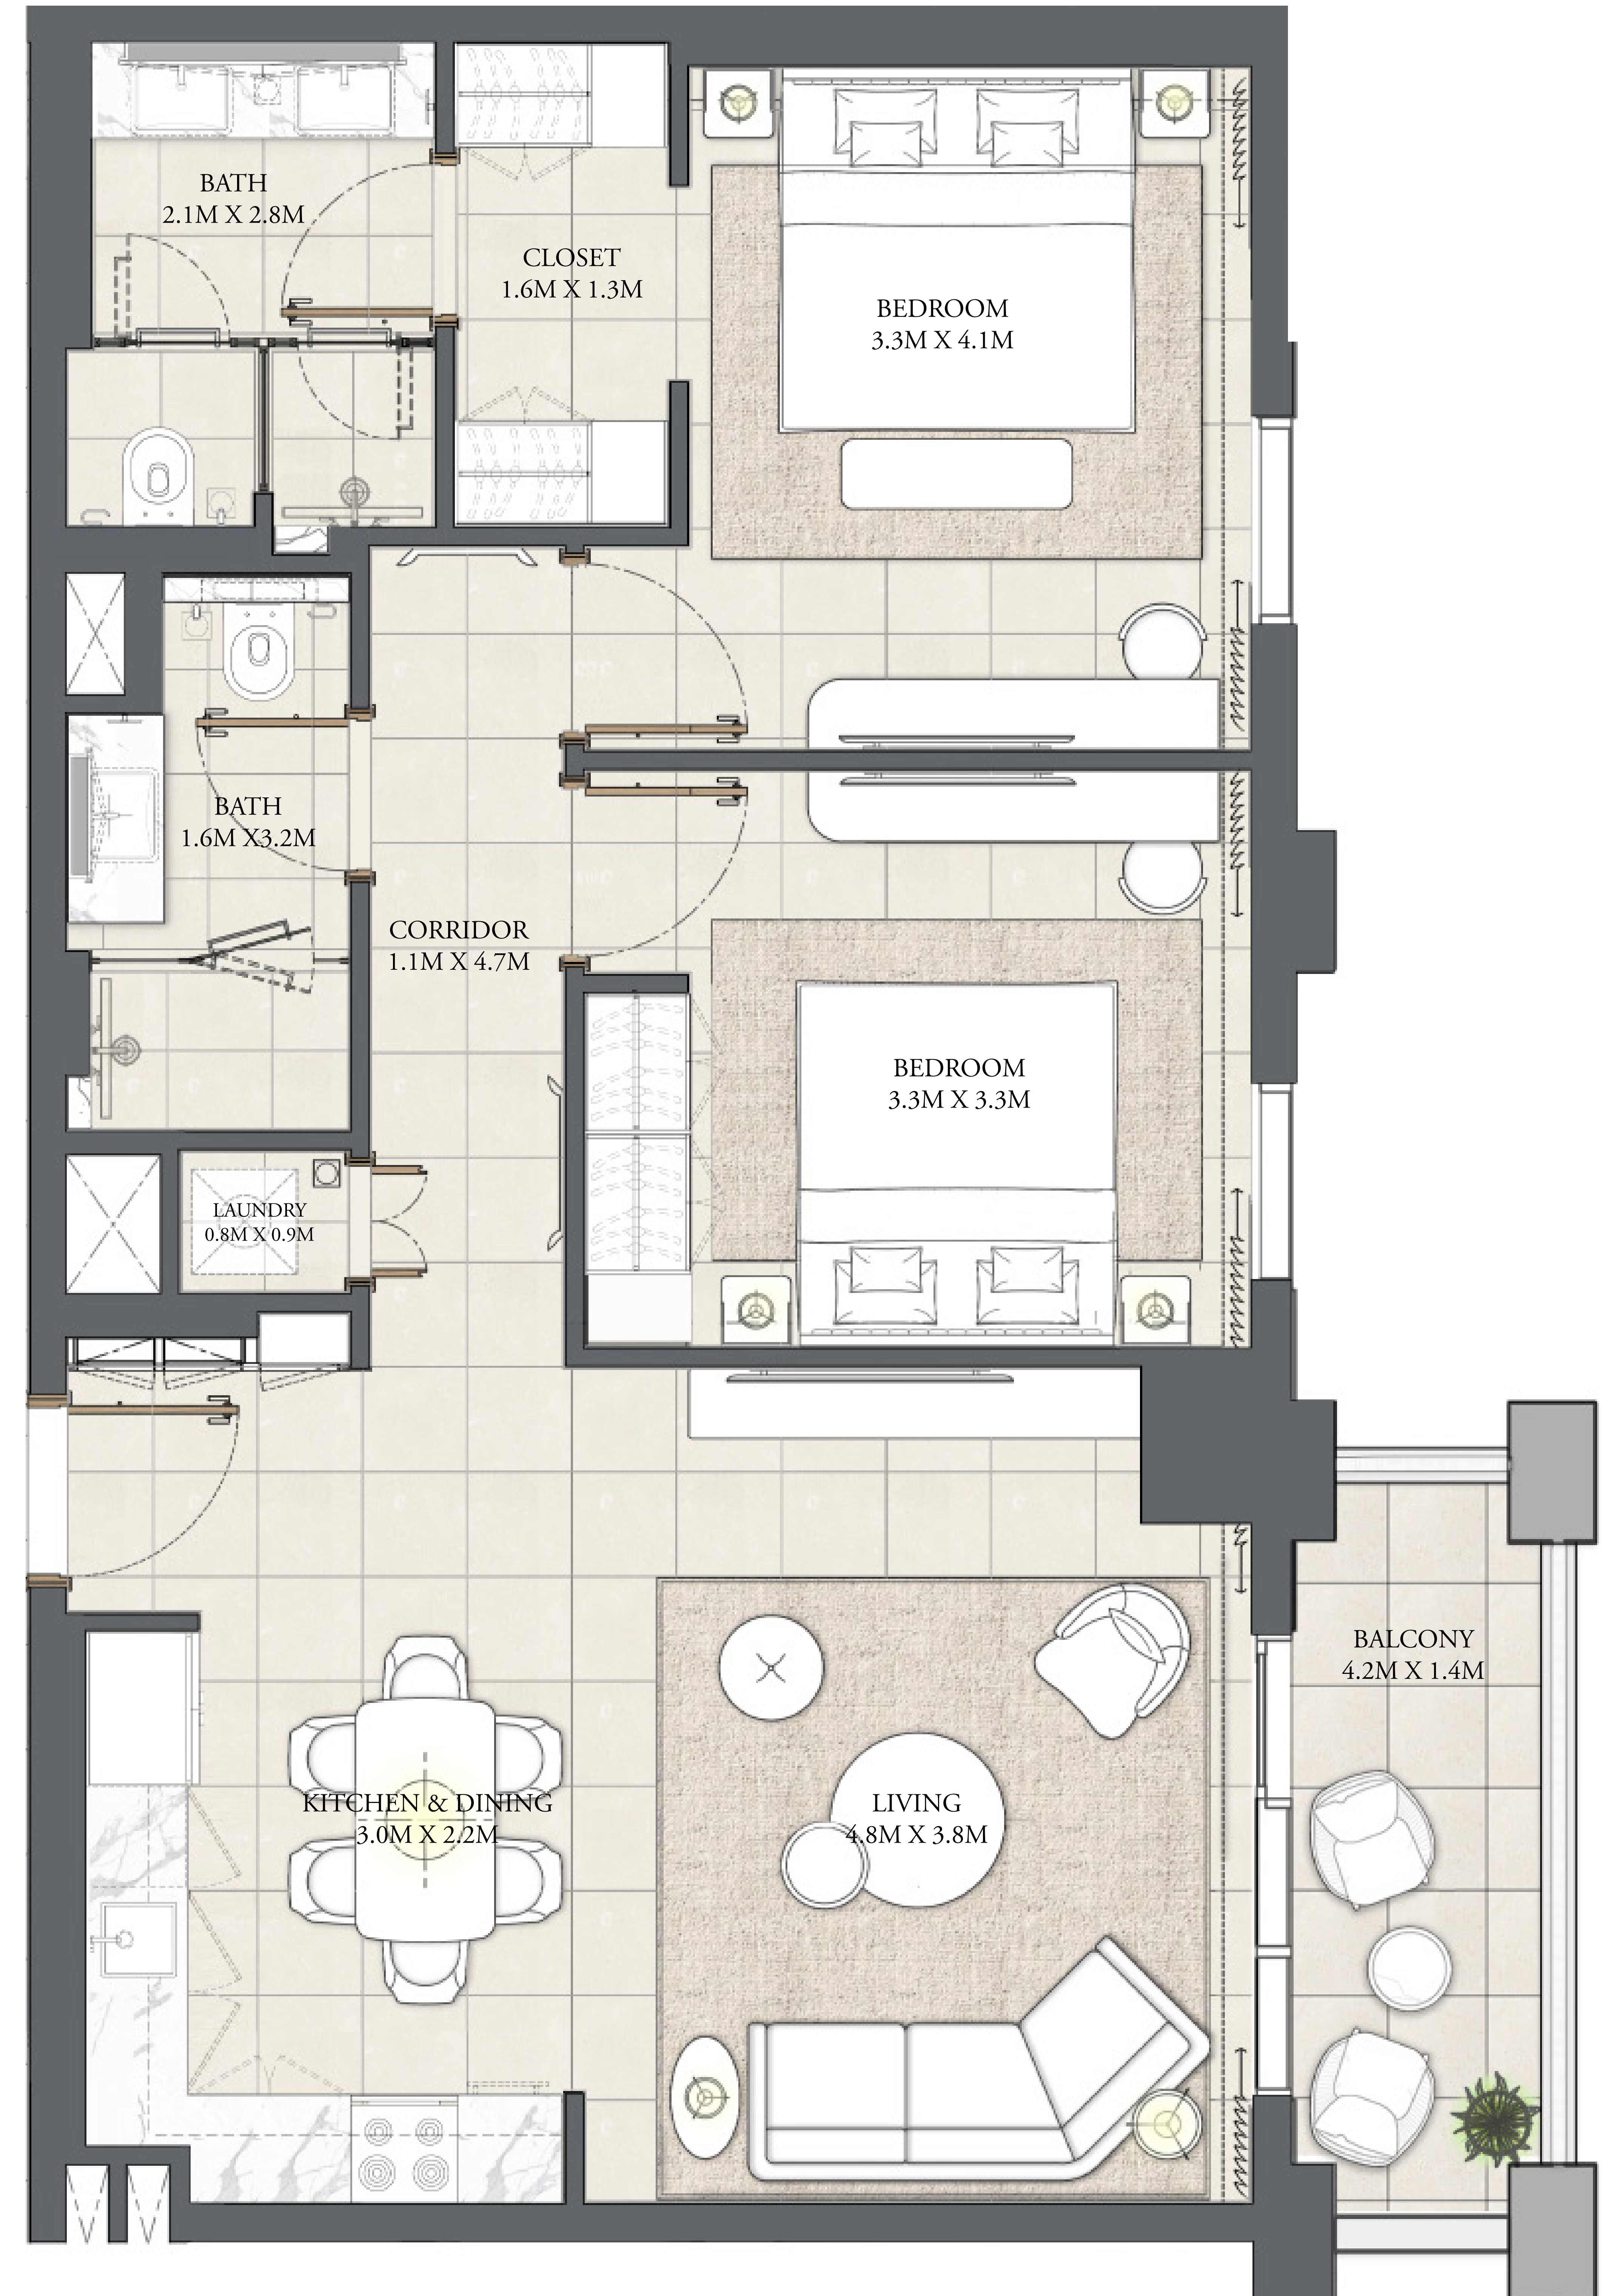 BATH
2.1M X 2.8M
CLOSET
1.6M X 1.3M
BEDROOM
3.3M X 4.1M
BATH
1.6M X3.2M
CORRIDOR
1.1M X 4.7M
BEDROOM
3.3M X 3.3M
LAUNDRY
0.8M X 0.9M
BALCONY
4.2M X 1.4M
KITCHEN & DINING
3.0M X 2.2M
LIVING
4.8M X 3.8M